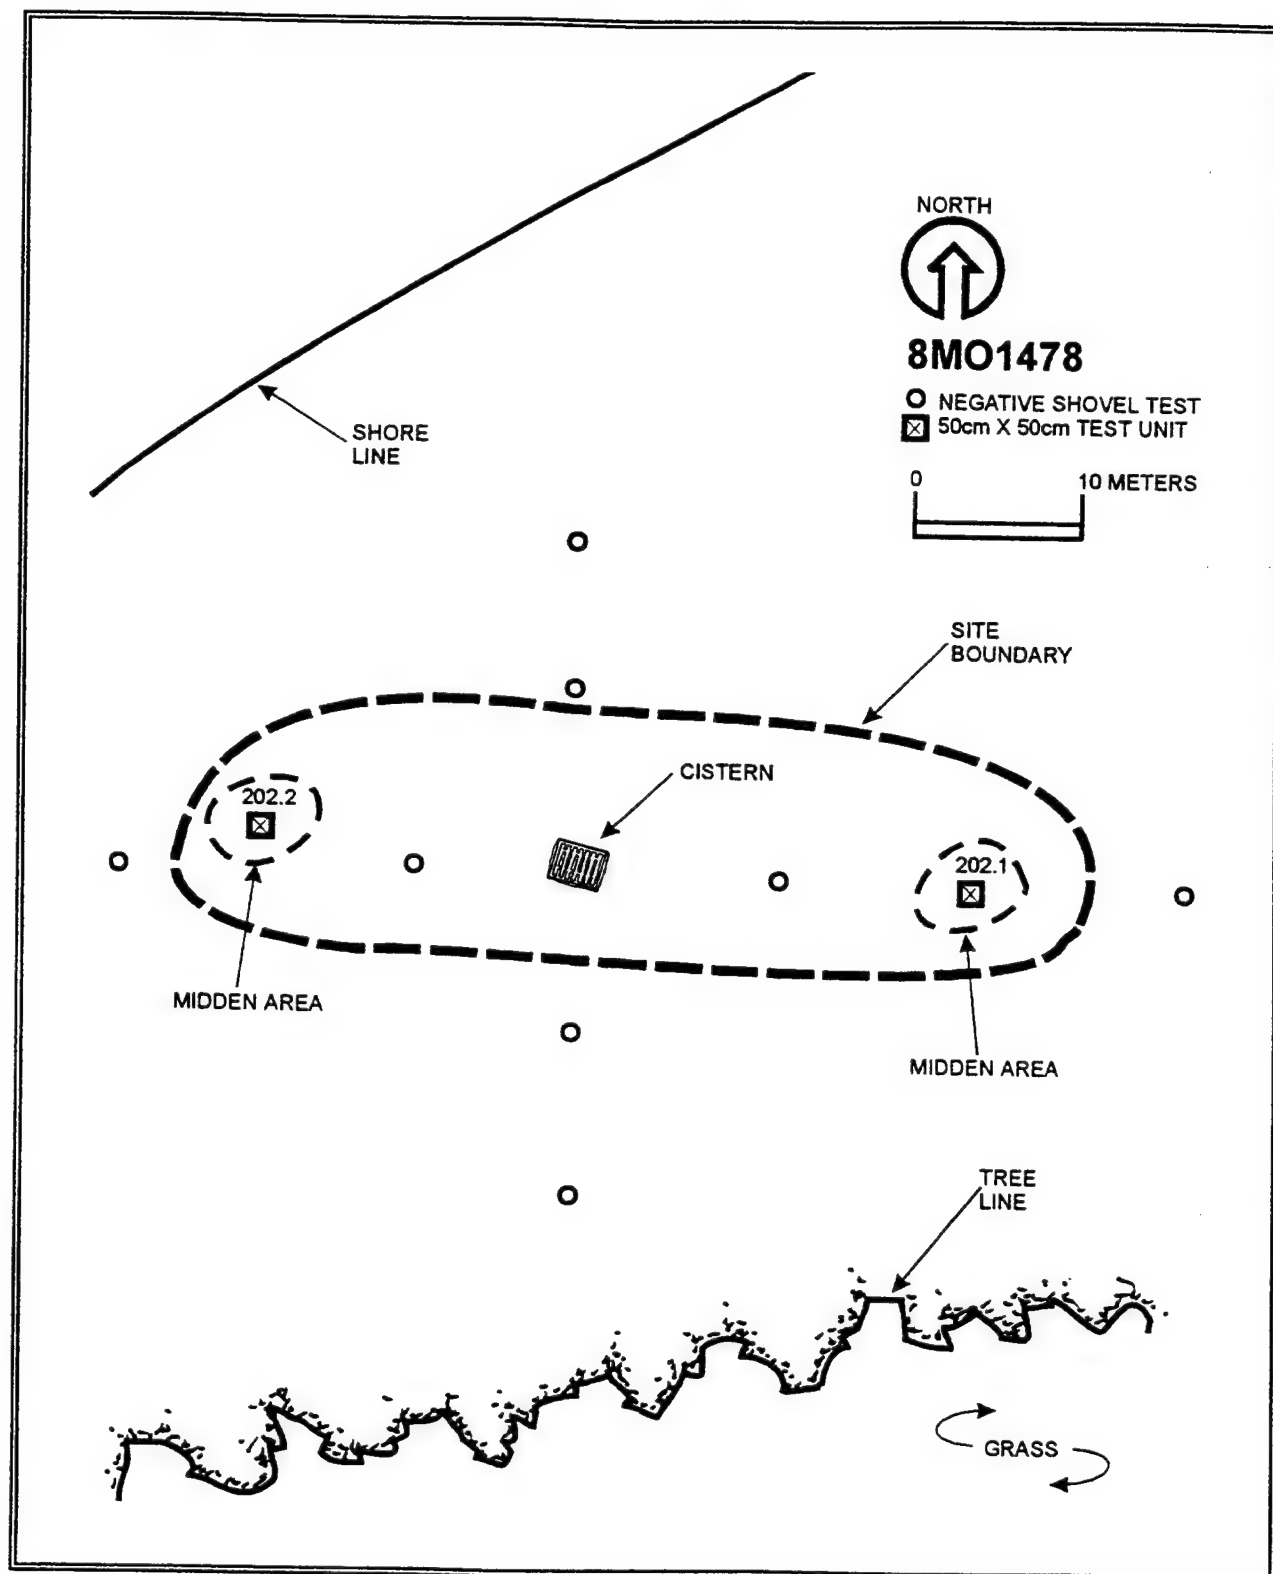 NORTH
8MO1478
NEGATIVE SHOVEL TEST
50cm X 50cm TEST UNIT
0 10 METERS
SHORE
LINE
SITE
BOUNDARY
CISTERN
202.2
202.1
MIDDEN AREA
MIDDEN AREA
TREE
LINE
GRASS